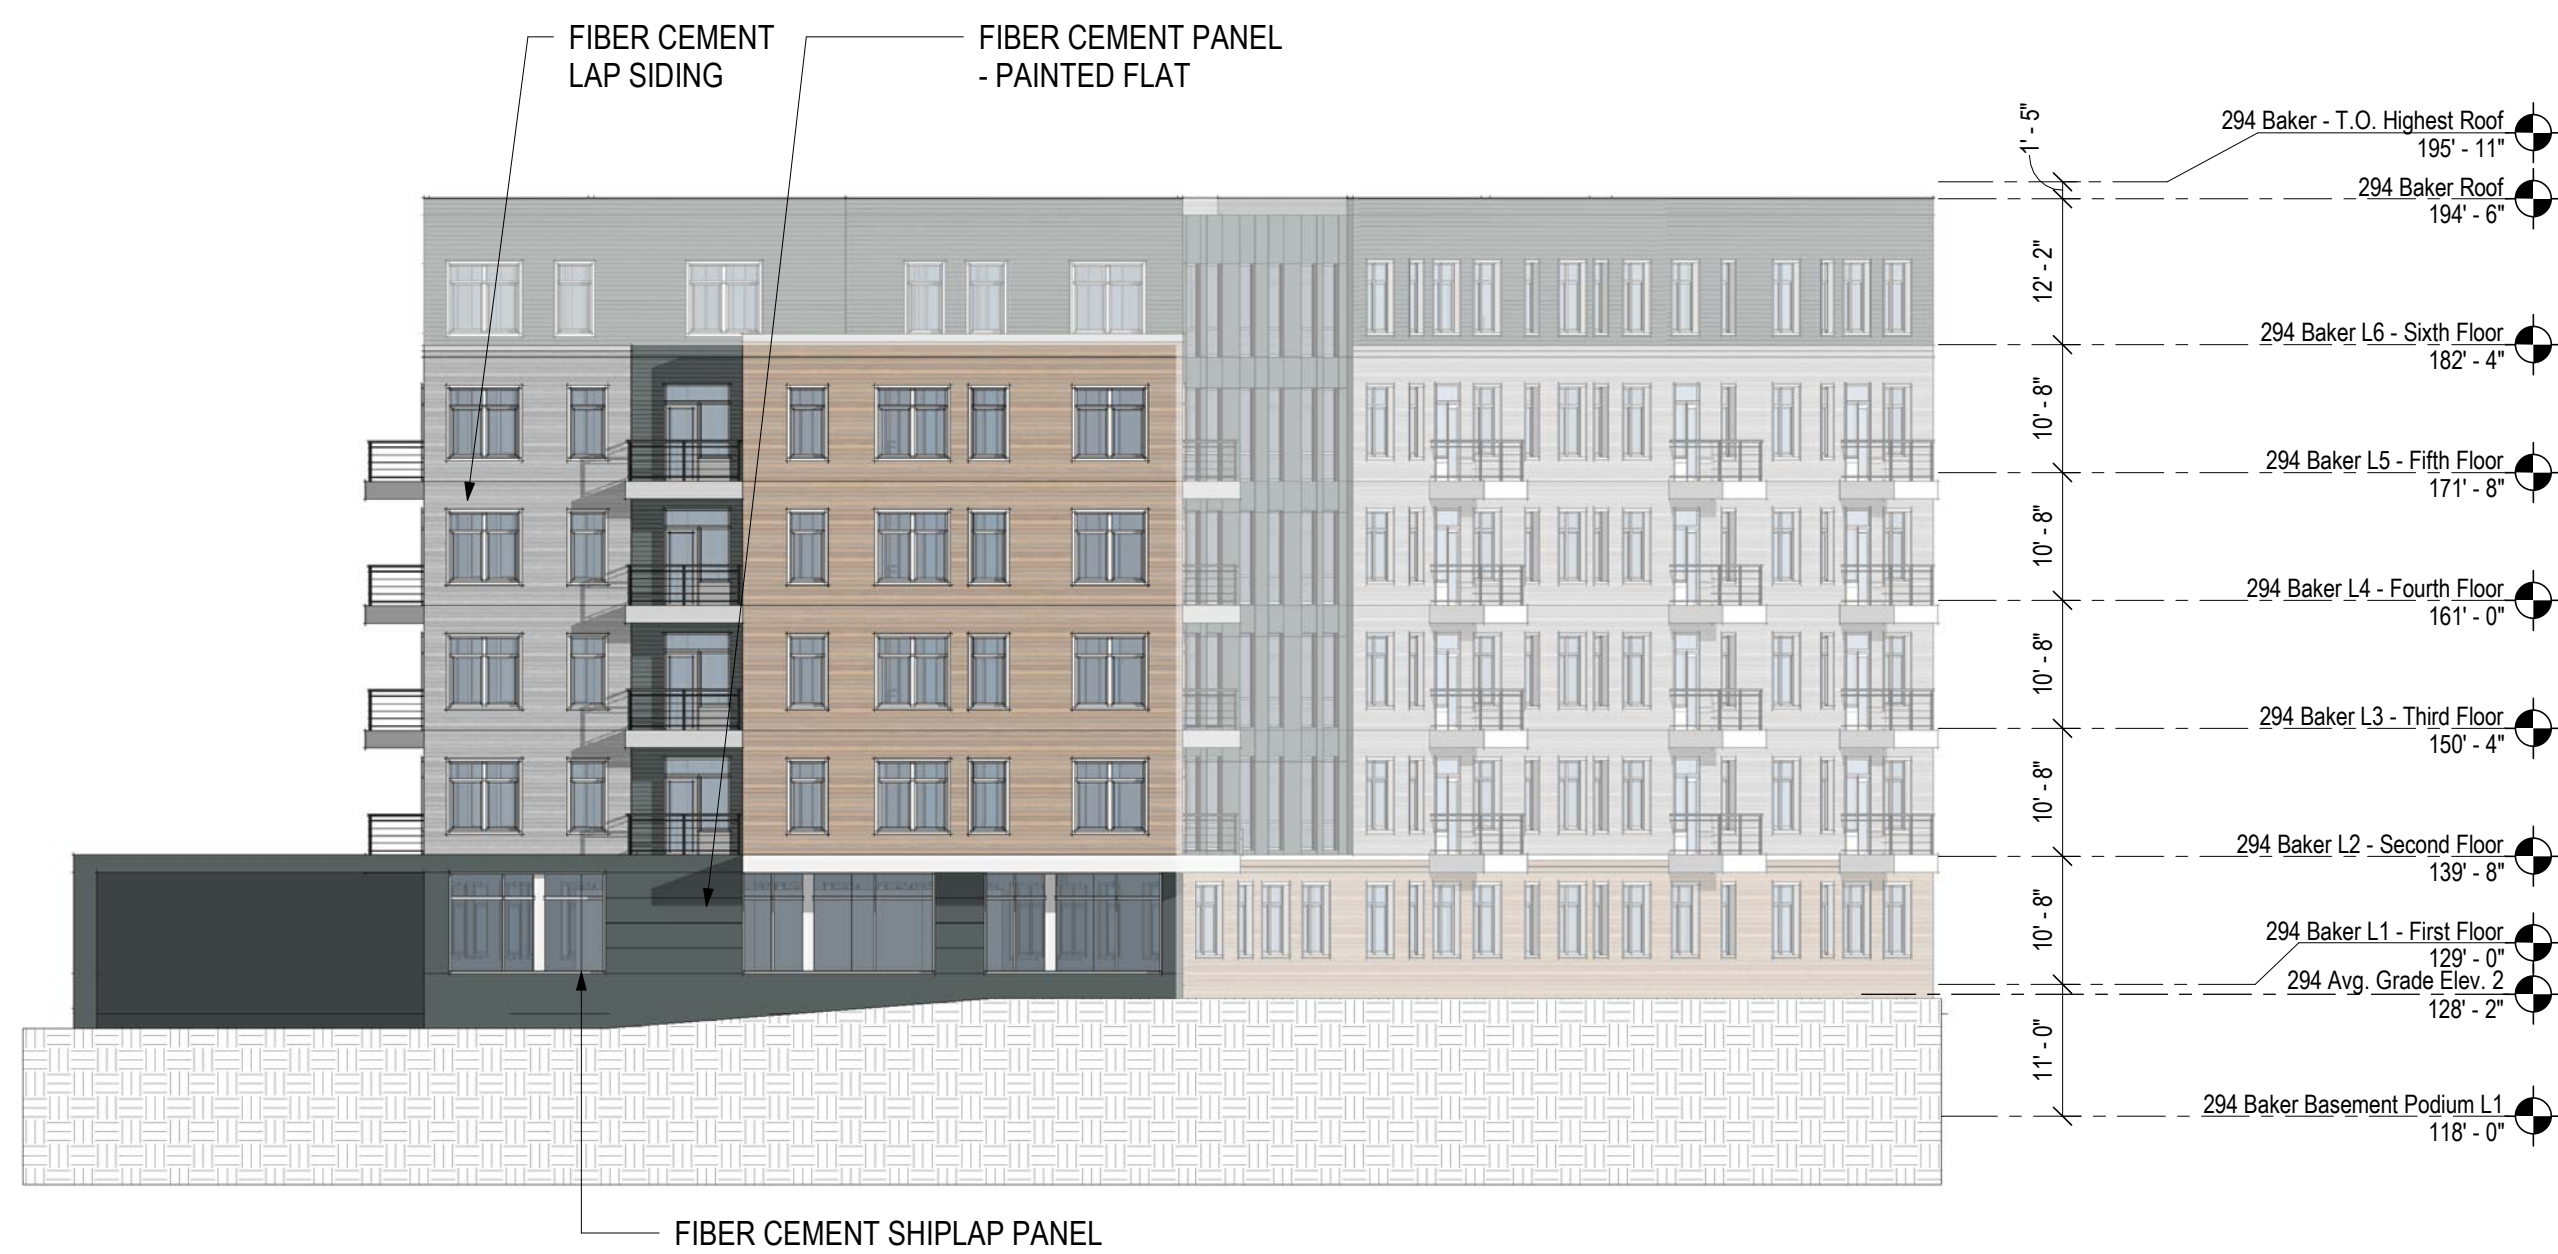 FIBER CEMENT
LAP SIDING
FIBER CEMENT PANEL
- PAINTED FLAT
1' - 5"
294 Baker - T.O. Highest Roof
195' - 11"
294 Baker Roof
194' - 6"
12' - 2"
294 Baker L6 - Sixth Floor
182' - 4"
10' - 8"
294 Baker L5 - Fifth Floor
171' - 8"
10' - 8"
294 Baker L4 - Fourth Floor
161' - 0"
10' - 8"
294 Baker L3 - Third Floor
150' - 4"
10' - 8"
294 Baker L2 - Second Floor
139' - 8"
10' - 8"
294 Baker L1 - First Floor
129' - 0"
294 Avg. Grade Elev. 2
128' - 2"
11' - 0"
294 Baker Basement Podium L1
118' - 0"
FIBER CEMENT SHIPLAP PANEL